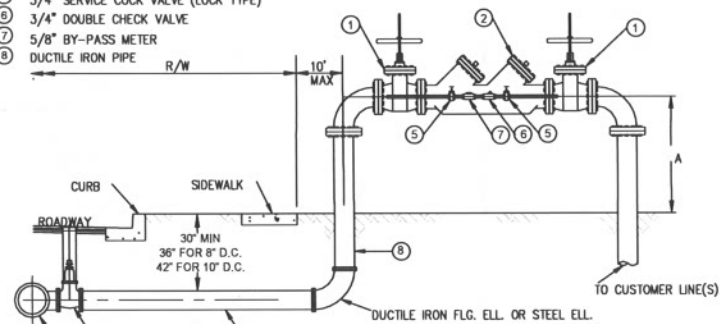 5 3/4" SERVICE COCK VALVE (LOCK TYPE)
6 3/4" DOUBLE CHECK VALVE
7 5/8" BY-PASS METER
8 DUCTILE IRON PIPE
R/W
10'
MAX
1
2
1
5
7
6
5
A
CURB
SIDEWALK
ROADWAY
30" MIN
36" FOR 8" D.C.
42" FOR 10" D.C.
8
TO CUSTOMER LINE(S)
DUCTILE IRON FLG. ELL. OR STEEL ELL.